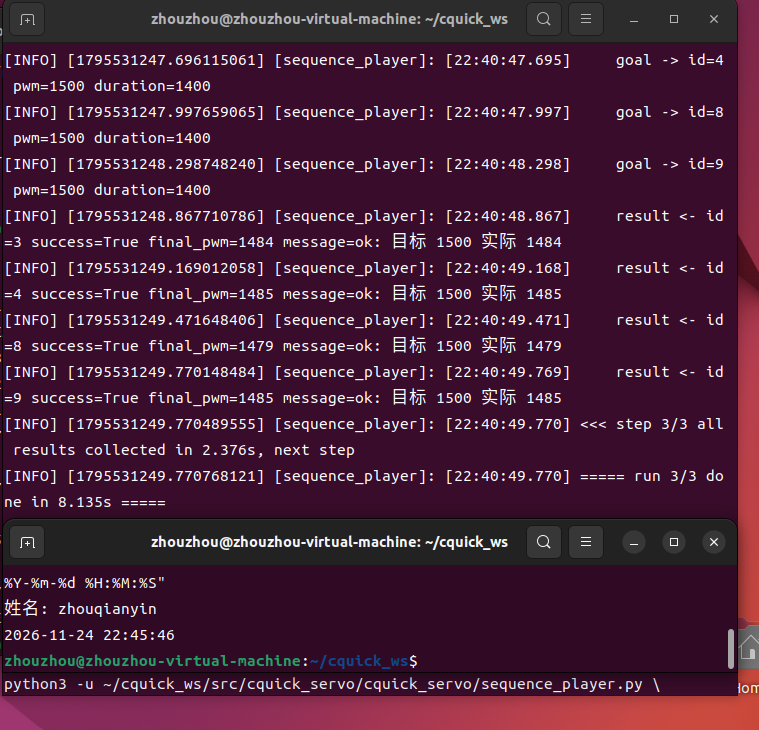 zhouzhou@zhouzhou-virtual-machine: ~/cquick_ws
[INFO] [1795531247.696115061] [sequence_player]: [22:40:47.695]     goal -> id=4
 pwm=1500 duration=1400
[INFO] [1795531247.997659065] [sequence_player]: [22:40:47.997]     goal -> id=8
 pwm=1500 duration=1400
[INFO] [1795531248.298748240] [sequence_player]: [22:40:48.298]     goal -> id=9
 pwm=1500 duration=1400
[INFO] [1795531248.867710786] [sequence_player]: [22:40:48.867]     result <- id
=3 success=True final_pwm=1484 message=ok: 目标 1500 实际 1484
[INFO] [1795531249.169012058] [sequence_player]: [22:40:49.168]     result <- id
=4 success=True final_pwm=1485 message=ok: 目标 1500 实际 1485
[INFO] [1795531249.471648406] [sequence_player]: [22:40:49.471]     result <- id
=8 success=True final_pwm=1479 message=ok: 目标 1500 实际 1479
[INFO] [1795531249.770148484] [sequence_player]: [22:40:49.769]     result <- id
=9 success=True final_pwm=1485 message=ok: 目标 1500 实际 1485
[INFO] [1795531249.770489555] [sequence_player]: [22:40:49.770] <<< step 3/3 all
 results collected in 2.376s, next step
[INFO] [1795531249.770768121] [sequence_player]: [22:40:49.770] ===== run 3/3 do
ne in 8.135s =====
zhouzhou@zhouzhou-virtual-machine: ~/cquick_ws
%Y-%m-%d %H:%M:%S"
姓名: zhouqianyin
2026-11-24 22:45:46
zhouzhou@zhouzhou-virtual-machine:~/cquick_ws$
python3 -u ~/cquick_ws/src/cquick_servo/cquick_servo/sequence_player.py \